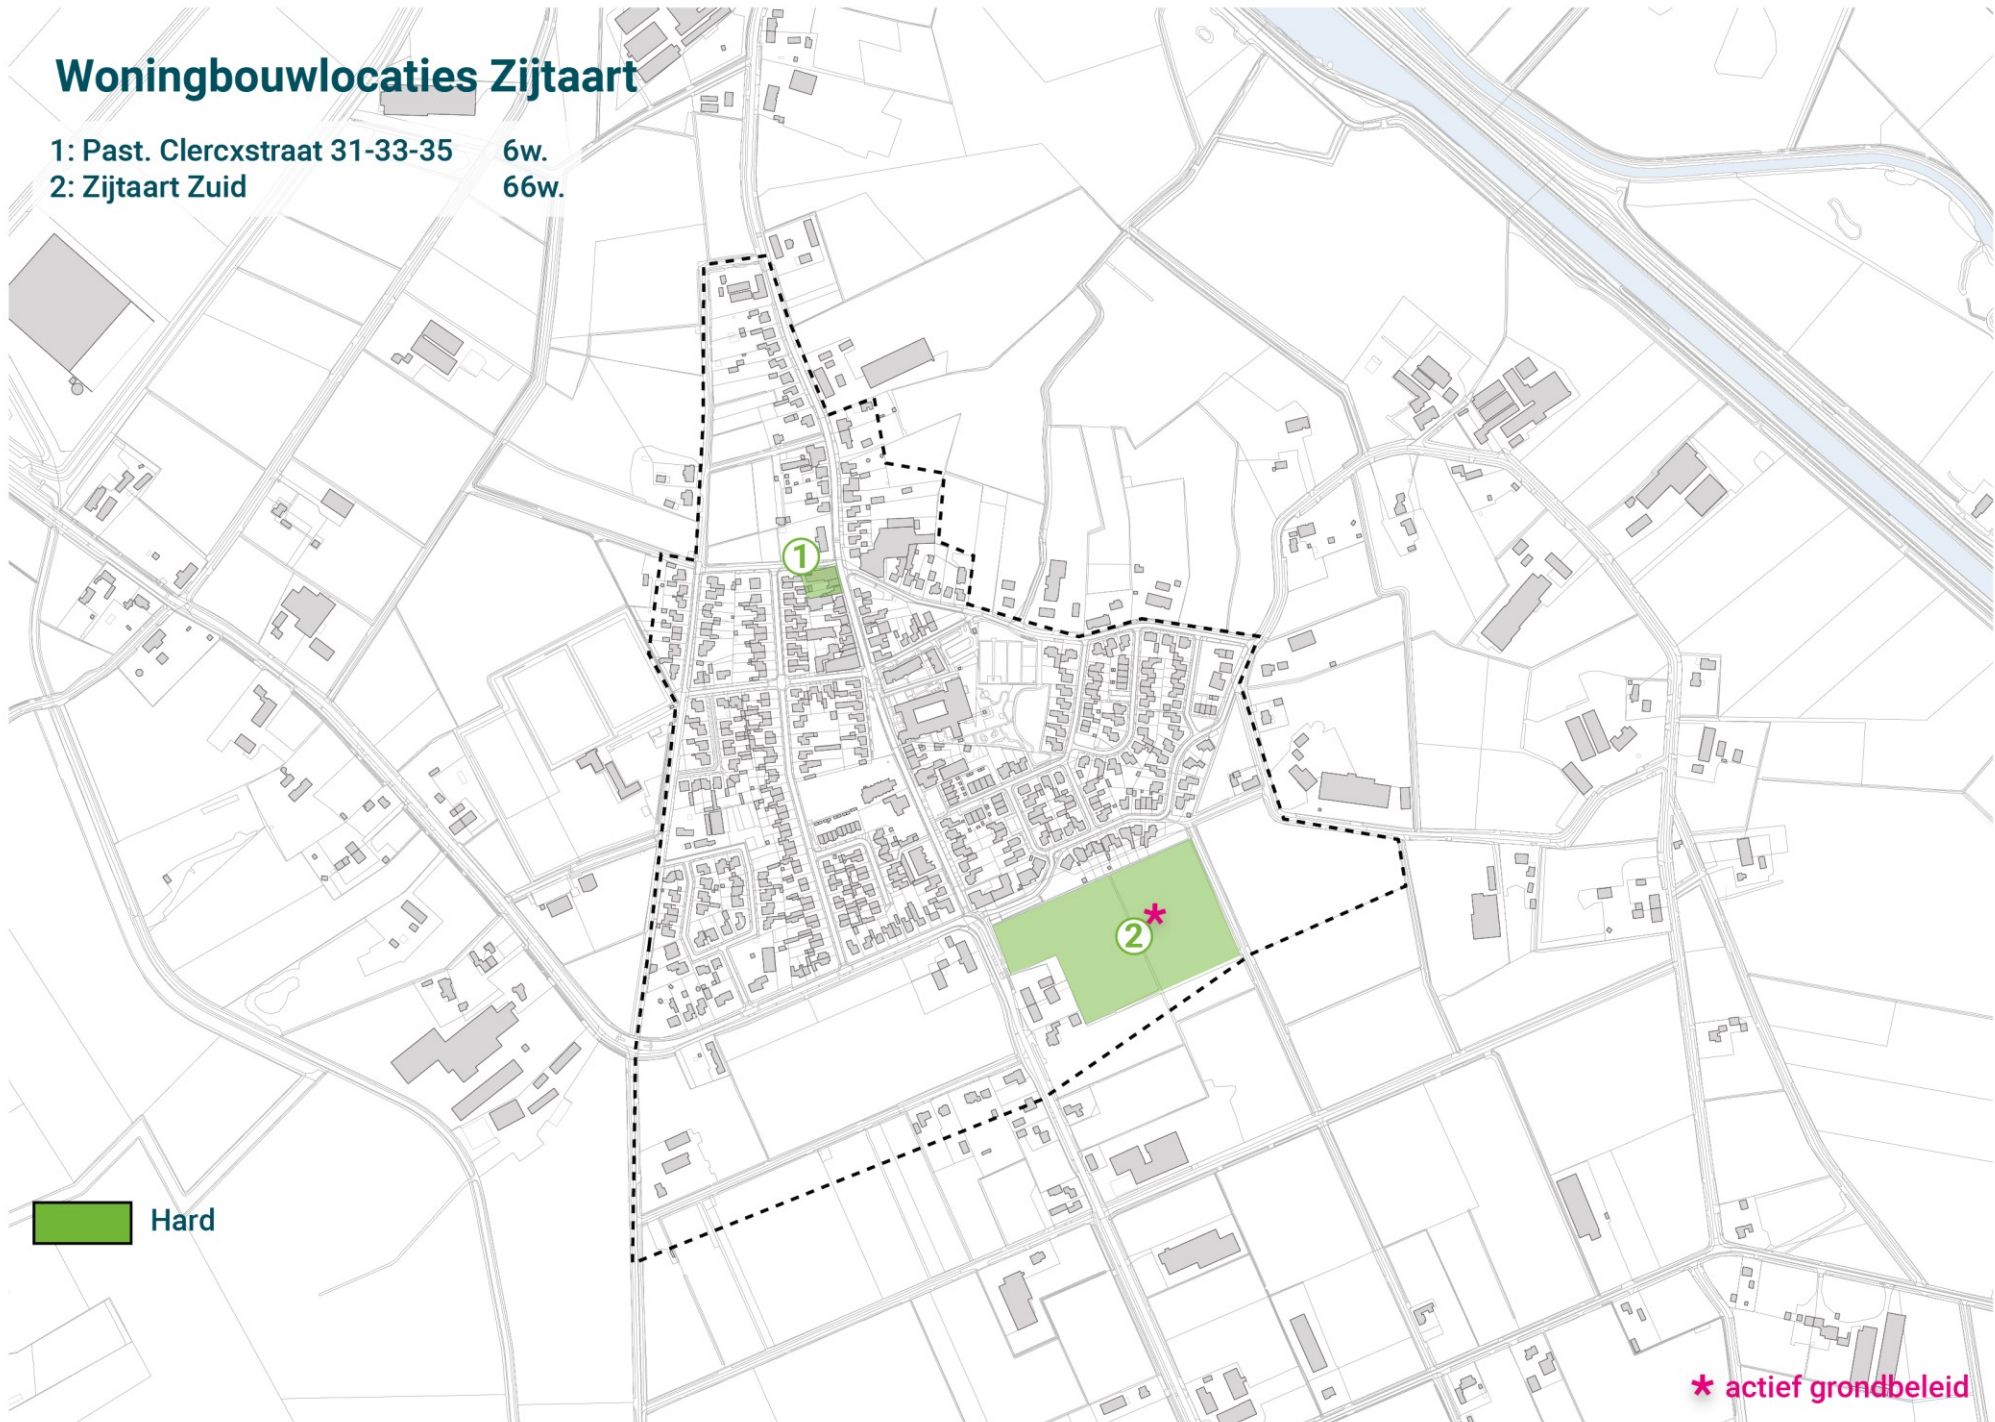 Woningbouwlocaties Zijtaart
1: Past. Clercxstraat 31-33-35 6w.
2: Zijtaart Zuid 66w.
1
2 *
Hard
* actief grondbeleid